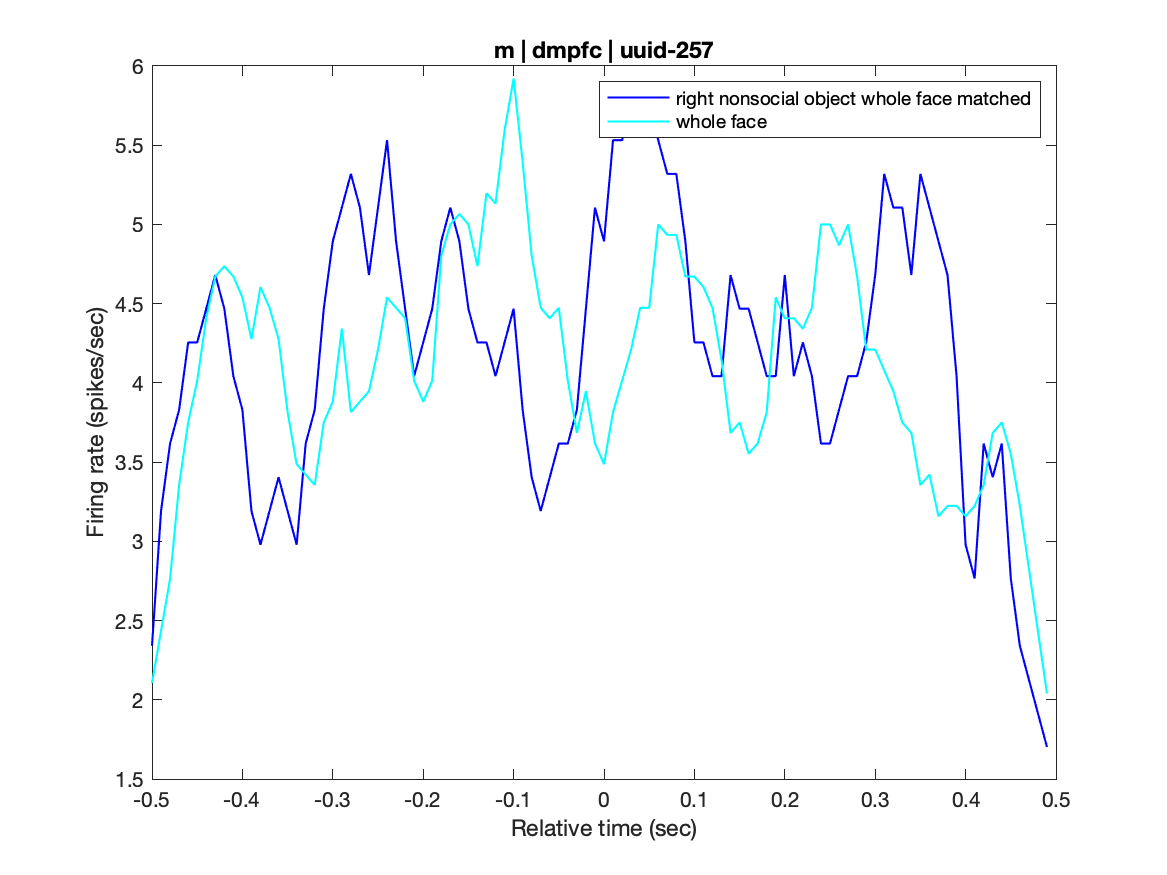 m | dmpfc | uuid-257
right nonsocial object whole face matched
whole face
6
5.5
5
4.5
4
3.5
3
2.5
2
1.5
Firing rate (spikes/sec)
-0.5 -0.4 -0.3 -0.2 -0.1 0 0.1 0.2 0.3 0.4 0.5
Relative time (sec)